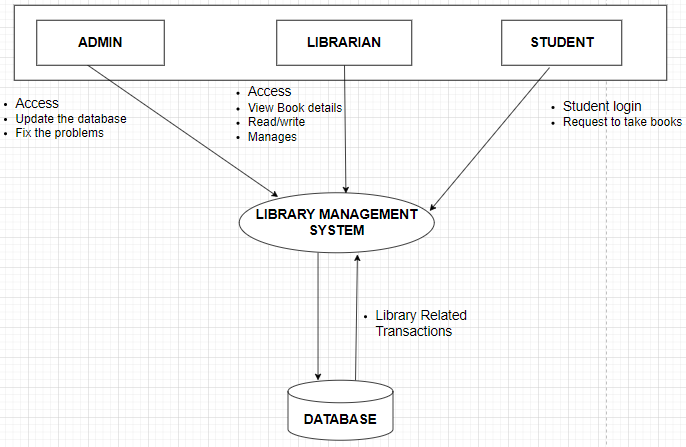 ADMIN
LIBRARIAN
STUDENT
• Access
• Update the database
• Fix the problems
• Access
• View Book details
• Read/write
• Manages
• Student login
• Request to take books
LIBRARY MANAGEMENT
SYSTEM
• Library Related
Transactions
DATABASE